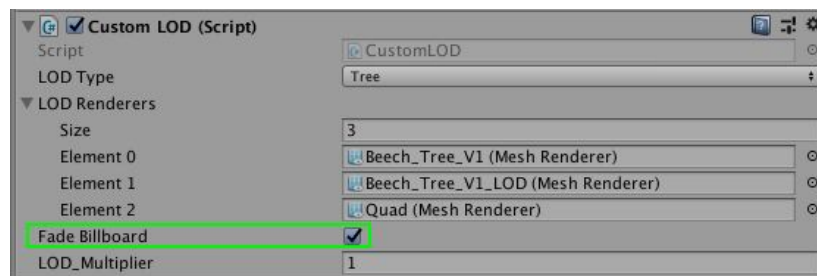 Custom LOD (Script)
Script CustomLOD
LOD Type Tree
LOD Renderers
Size 3
Element 0 Beech_Tree_V1 (Mesh Renderer)
Element 1 Beech_Tree_V1_LOD (Mesh Renderer)
Element 2 Quad (Mesh Renderer)
Fade Billboard
LOD_Multiplier 1